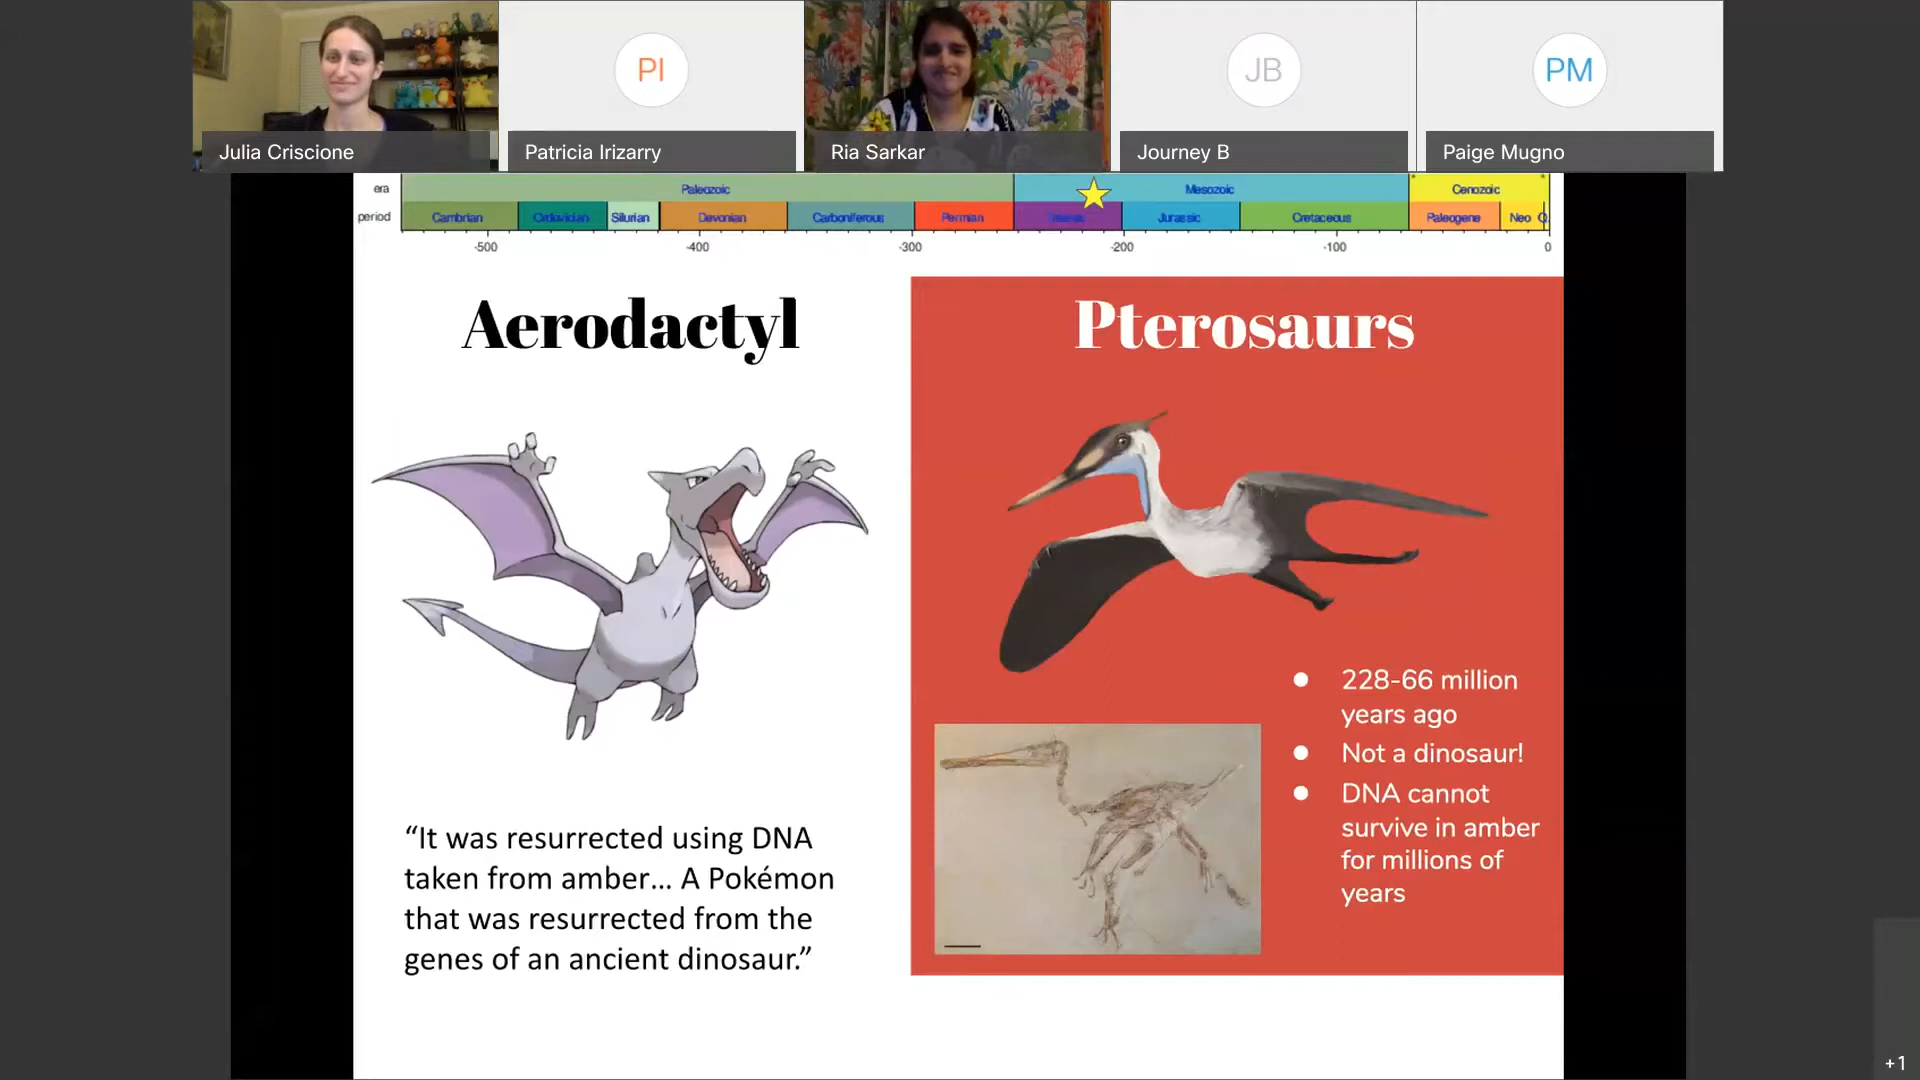 PI
JB
PM
Julia Criscione
Patricia Irizarry
Ria Sarkar
Journey B
Paige Mugno
era
Paleozoic
Mesozoic
Cenozoic
period
Cambrian
Ordovician
Silurian
Devonian
Carboniferous
Permian
Triassic
Jurassic
Cretaceous
Paleogene
Neo
Q.
-500
-400
-300
-200
-100
0
Aerodactyl
Pterosaurs
● 228-66 million
years ago
● Not a dinosaur!
● DNA cannot
survive in amber
for millions of
years
“It was resurrected using DNA
taken from amber... A Pokémon
that was resurrected from the
genes of an ancient dinosaur.”
+1